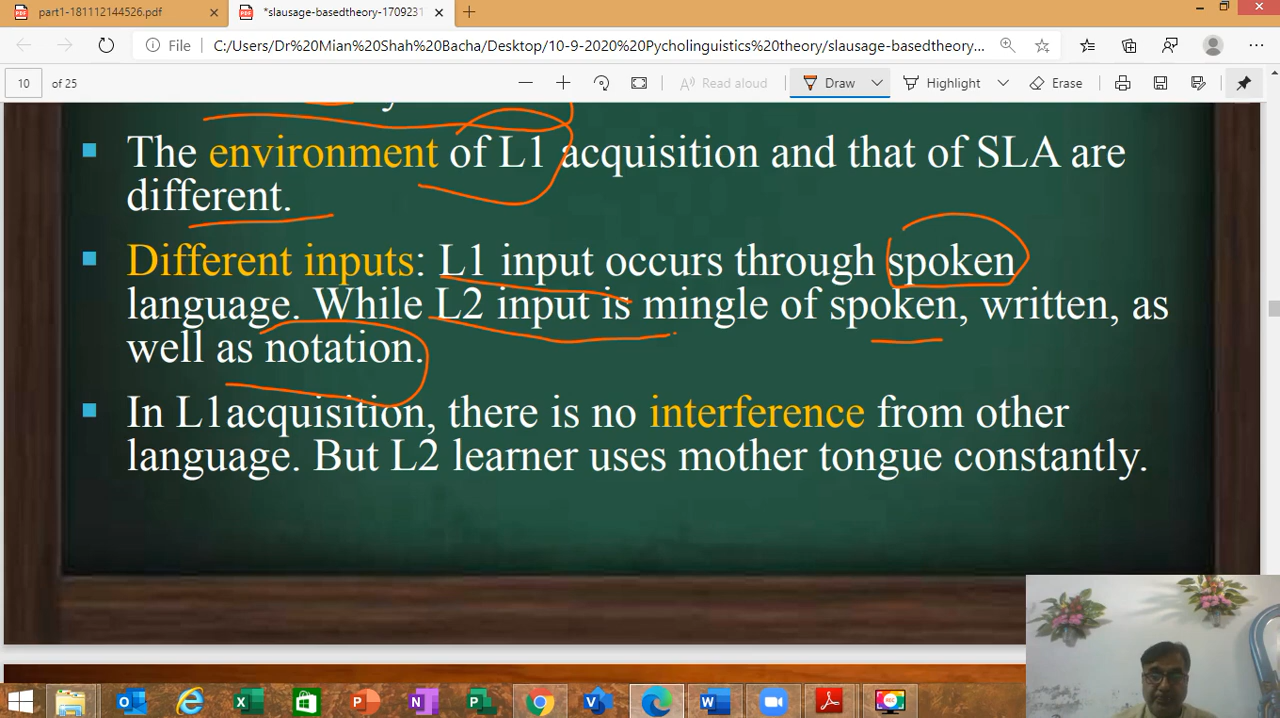 part1-181112144526.pdf
*slausage-basedtheory-1709231
File C:/Users/Dr%20Mian%20Shah%20Bacha/Desktop/10-9-2020%20Pycholinguistics%20theory/slausage-basedtheory-...
10 of 25 Read aloud Draw Highlight Erase
The environment of L1 acquisition and that of SLA are
different.
Different inputs: L1 input occurs through spoken
language. While L2 input is mingle of spoken, written, as
well as notation.
In L1acquisition, there is no interference from other
language. But L2 learner uses mother tongue constantly.